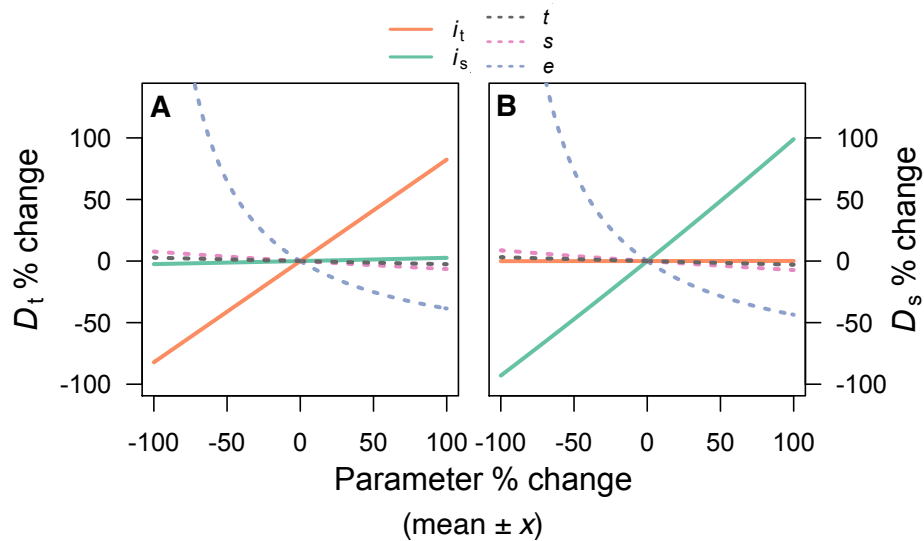 i_t t
i_s s
e
A B
100 100
50 50
0 0
-50 -50
-100 -100
D_t % change
D_s % change
-100 -50 0 50 100 -100 -50 0 50 100
Parameter % change
(mean ± x)